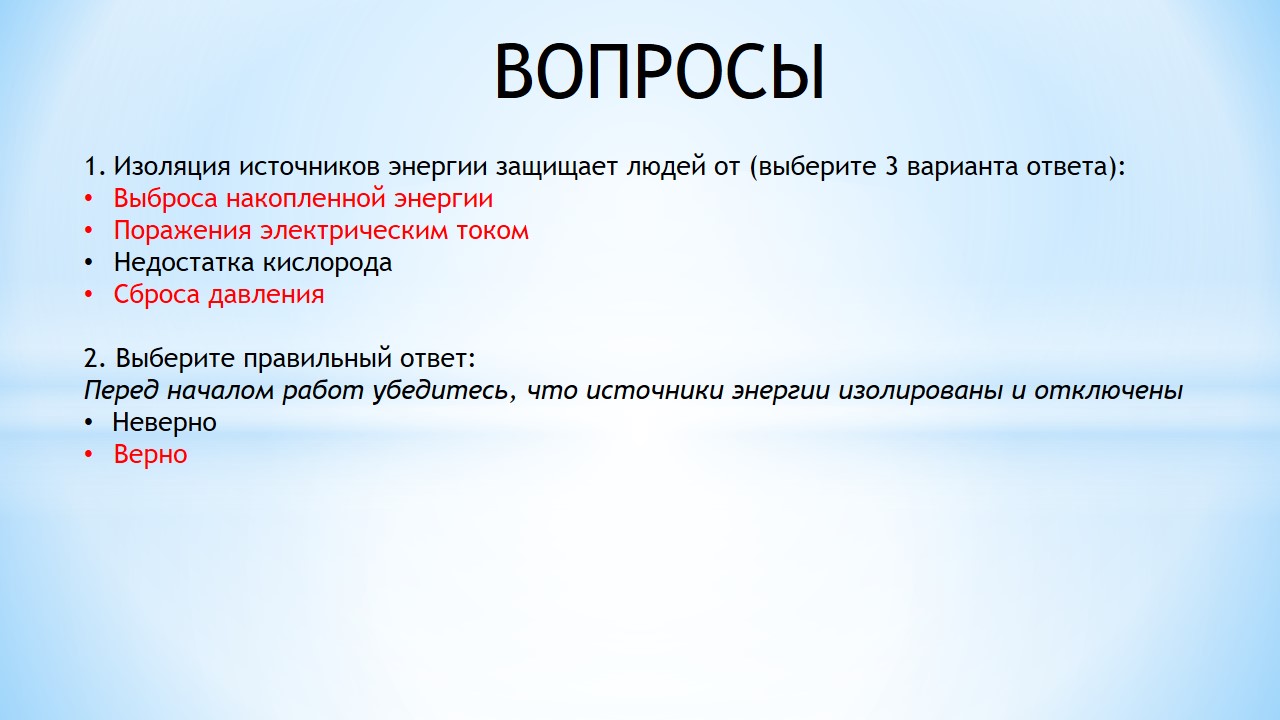 ВОПРОСЫ
1. Изоляция источников энергии защищает людей от (выберите 3 варианта ответа):
• Выброса накопленной энергии
• Поражения электрическим током
• Недостатка кислорода
• Сброса давления
2. Выберите правильный ответ:
Перед началом работ убедитесь, что источники энергии изолированы и отключены
• Неверно
• Верно